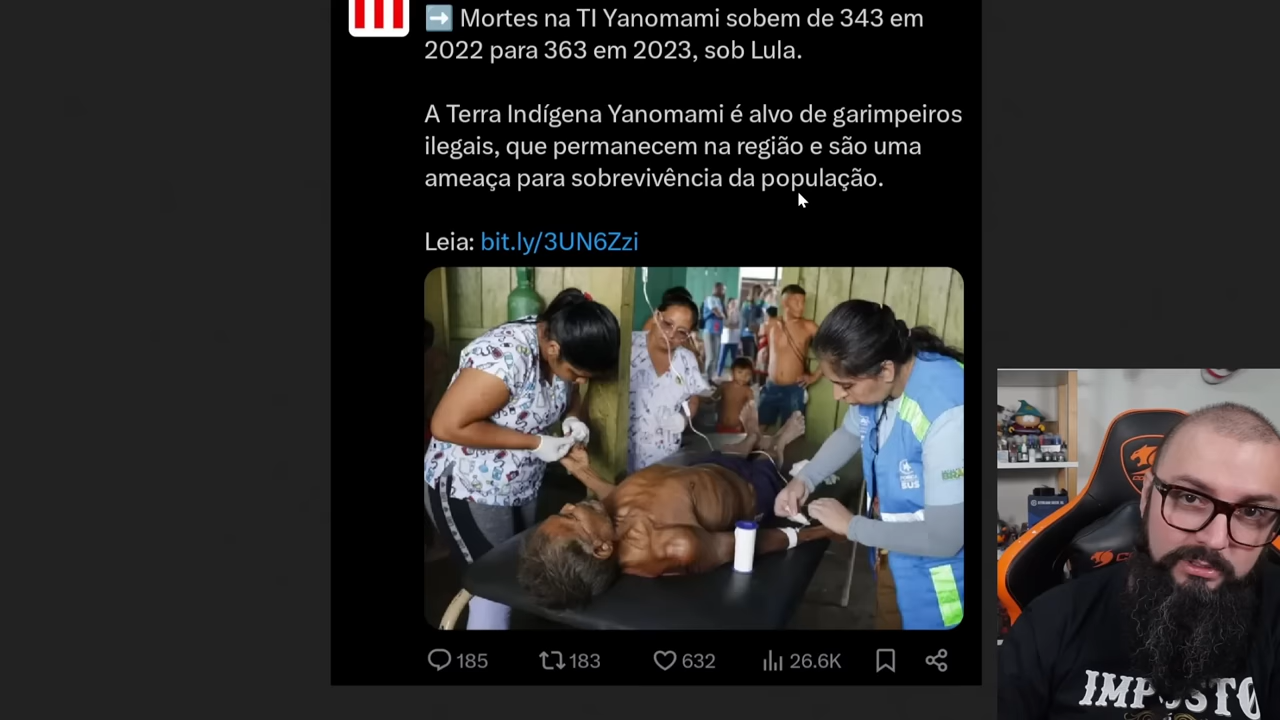 ➡️ Mortes na TI Yanomami sobem de 343 em
2022 para 363 em 2023, sob Lula.
A Terra Indígena Yanomami é alvo de garimpeiros
ilegais, que permanecem na região e são uma
ameaça para sobrevivência da população.
Leia: bit.ly/3UN6Zzi
SUS
185 183 632 26.6K
IMPOSTO